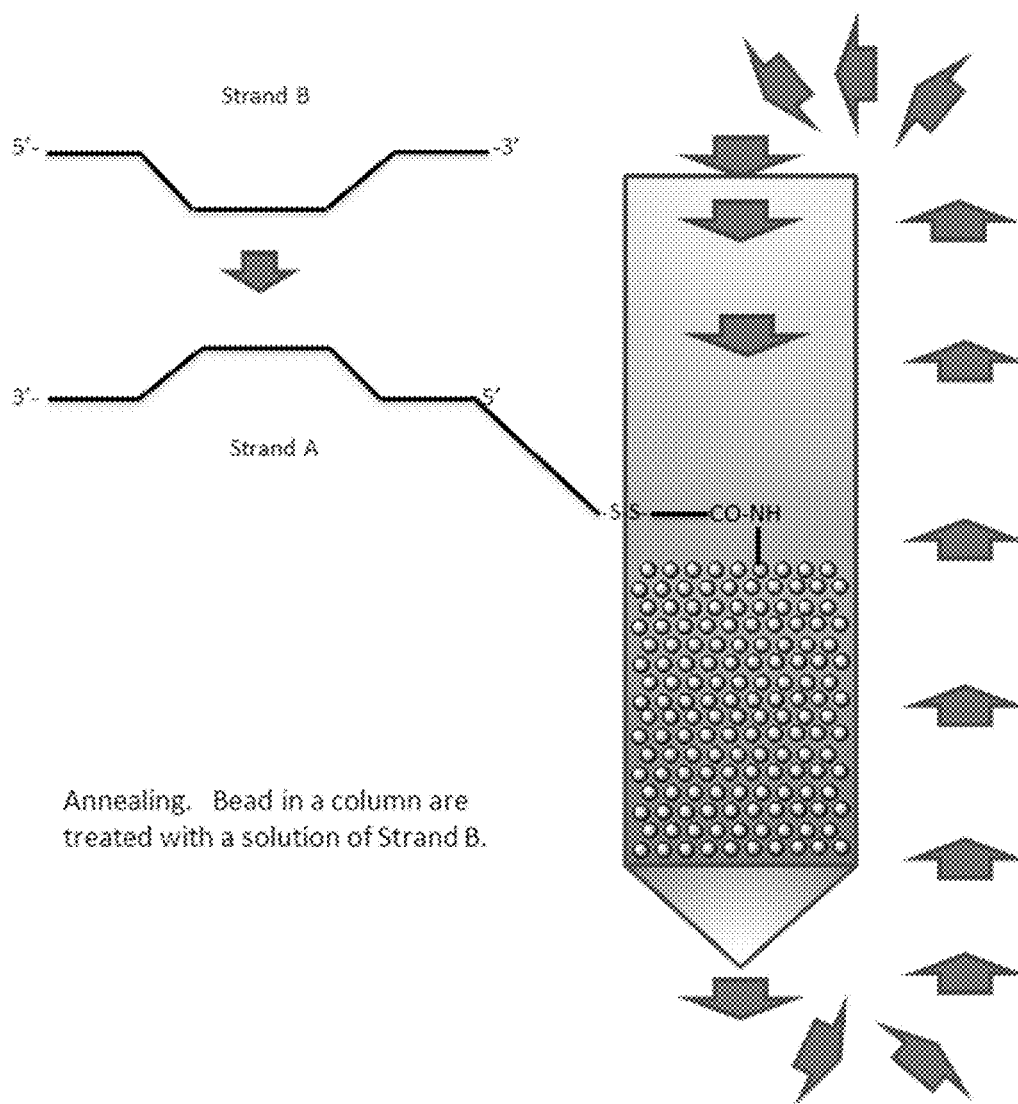 Strand B
5'- -3'
3'- 5'
Strand A
-S-S- CO-NH
Annealing. Bead in a column are
treated with a solution of Strand B.